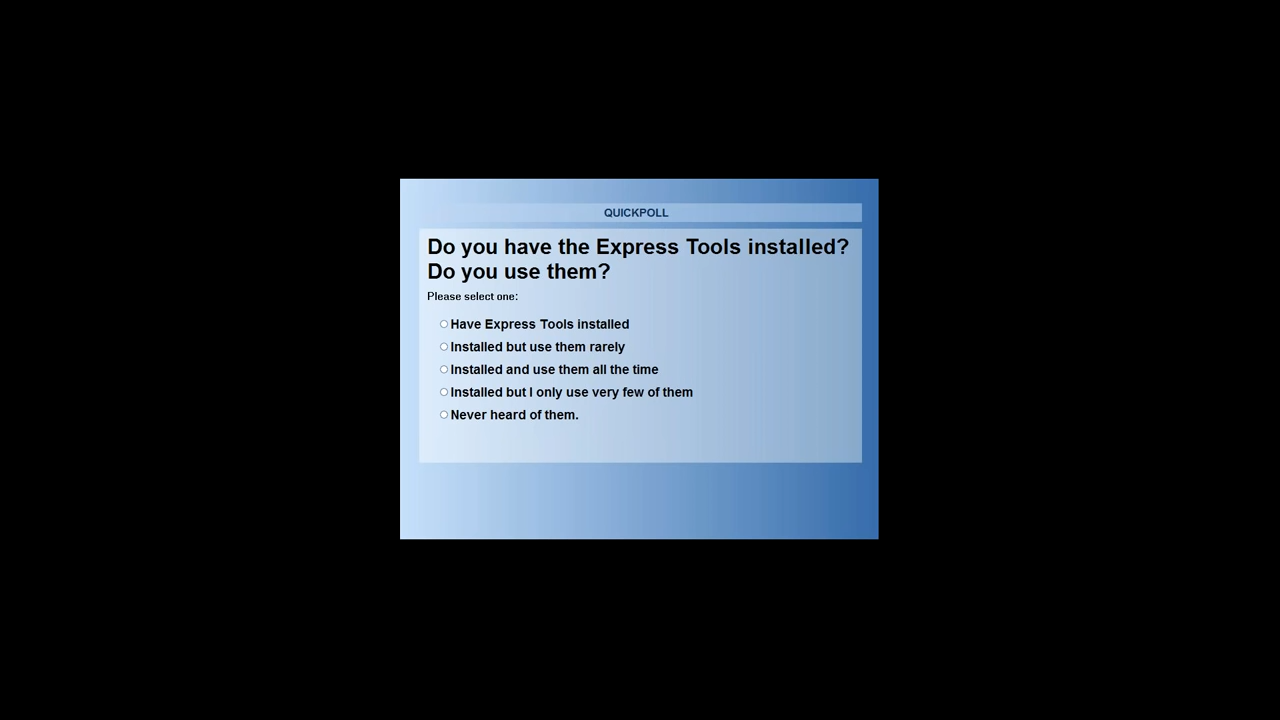 QUICKPOLL
Do you have the Express Tools installed?
Do you use them?
Please select one:
Have Express Tools installed
Installed but use them rarely
Installed and use them all the time
Installed but I only use very few of them
Never heard of them.